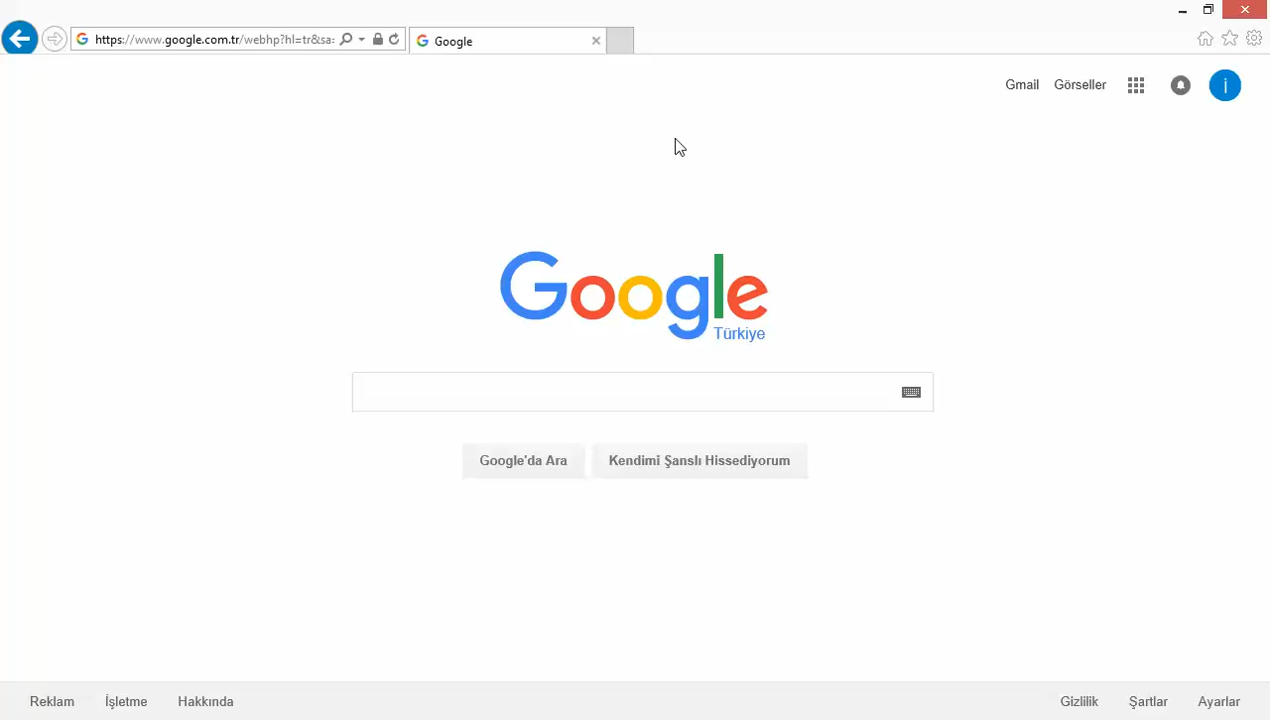 https://www.google.com.tr/webhp?hl=tr&sa:
Google
Gmail Görseller
İ
Google
Türkiye
Google'da Ara Kendimi Şanslı Hissediyorum
Reklam İşletme Hakkında Gizlilik Şartlar Ayarlar